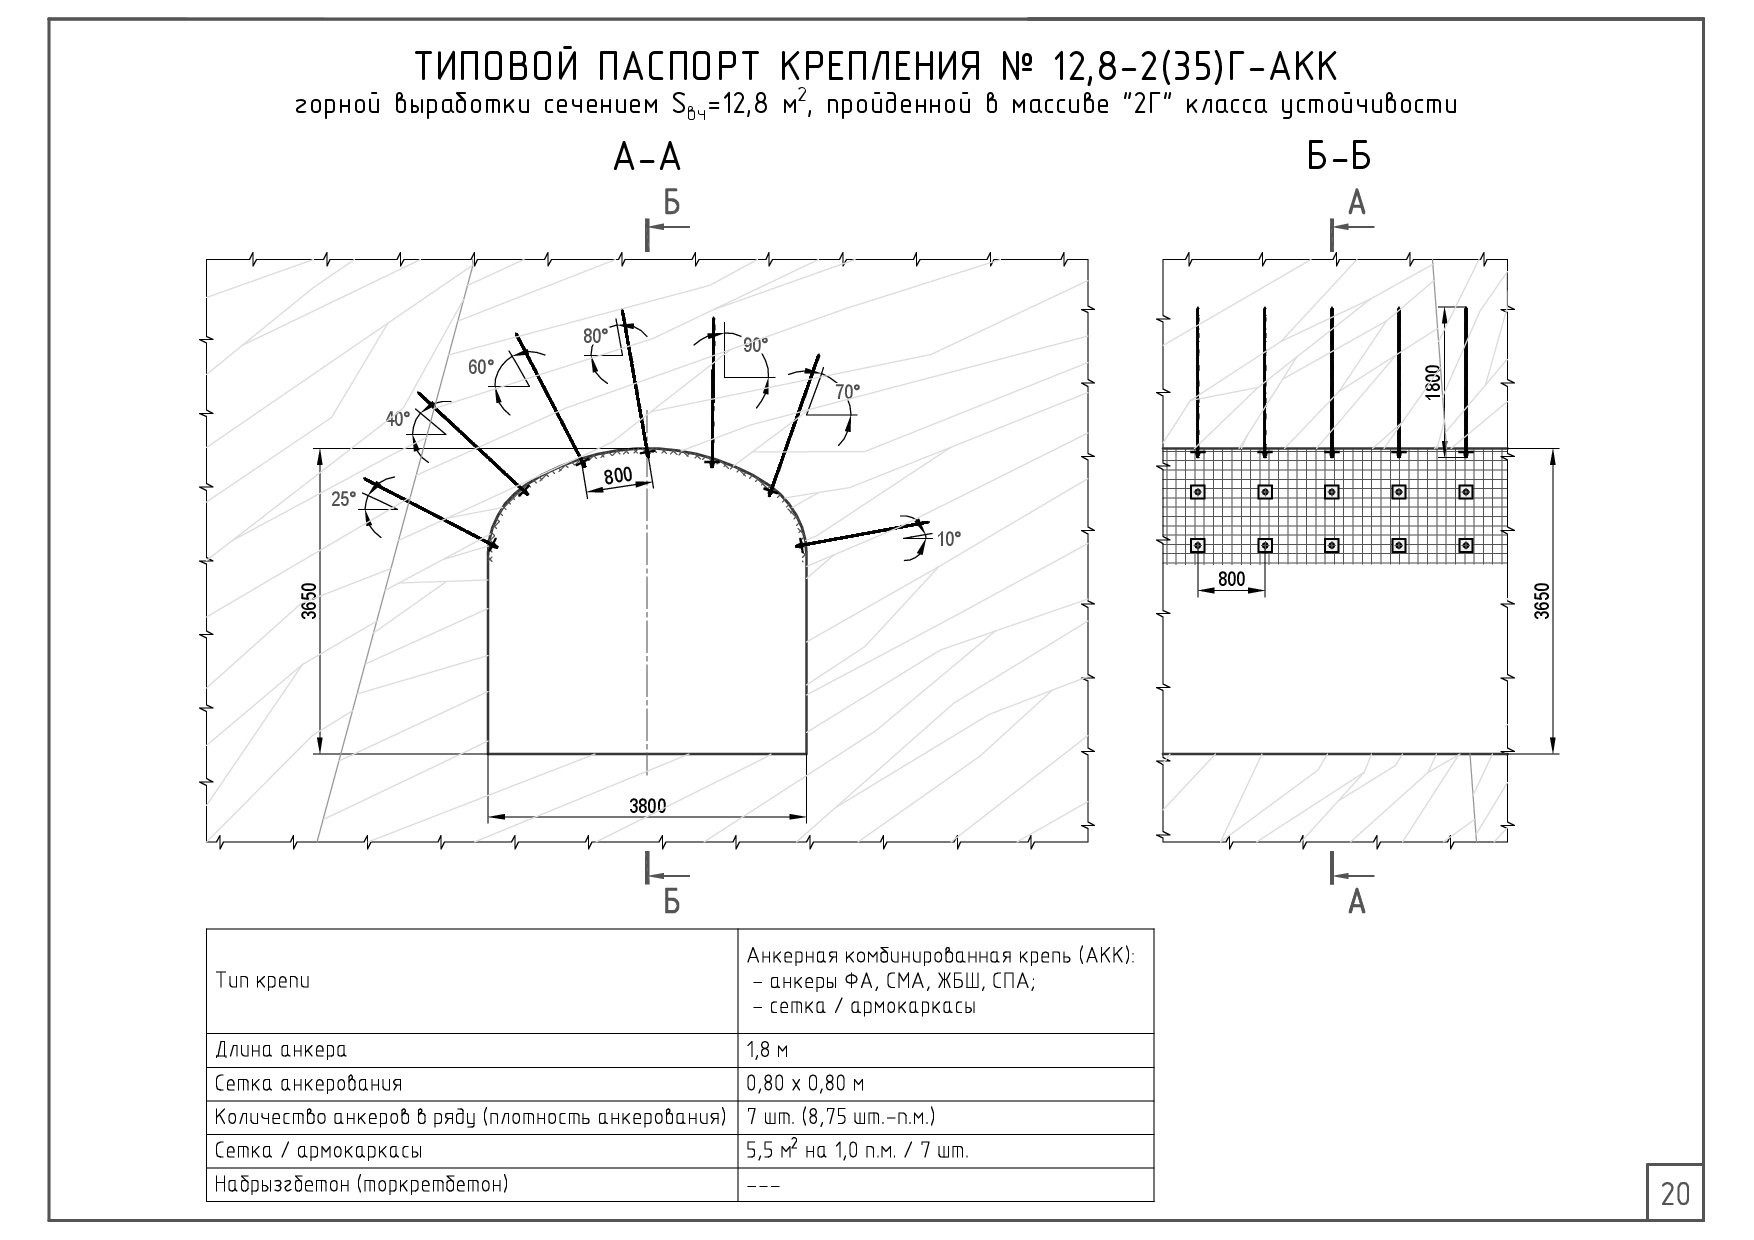 ТИПОВОЙ ПАСПОРТ КРЕПЛЕНИЯ № 12,8-2(35)Г-АКК
горной выработки сечением Sвч=12,8 м², пройденной в массиве "2Г" класса устойчивости
А-А
Б-Б
Б
А
80°
90°
60°
70°
40°
1800
800
25°
10°
800
3650
3650
3800
Б
А
Тип крепи
Анкерная комбинированная крепь (АКК):
- анкеры ФА, СМА, ЖБШ, СПА;
- сетка / армокаркасы
Длина анкера
1,8 м
Сетка анкерования
0,80 х 0,80 м
Количество анкеров в ряду (плотность анкерования)
7 шт. (8,75 шт.-п.м.)
Сетка / армокаркасы
5,5 м² на 1,0 п.м. / 7 шт.
Набрызгбетон (торкретбетон)
---
20